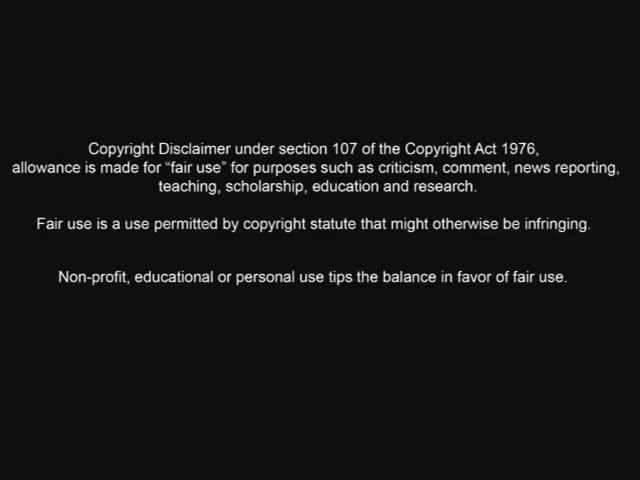 Copyright Disclaimer under section 107 of the Copyright Act 1976,
allowance is made for “fair use” for purposes such as criticism, comment, news reporting,
teaching, scholarship, education and research.
Fair use is a use permitted by copyright statute that might otherwise be infringing.
Non-profit, educational or personal use tips the balance in favor of fair use.